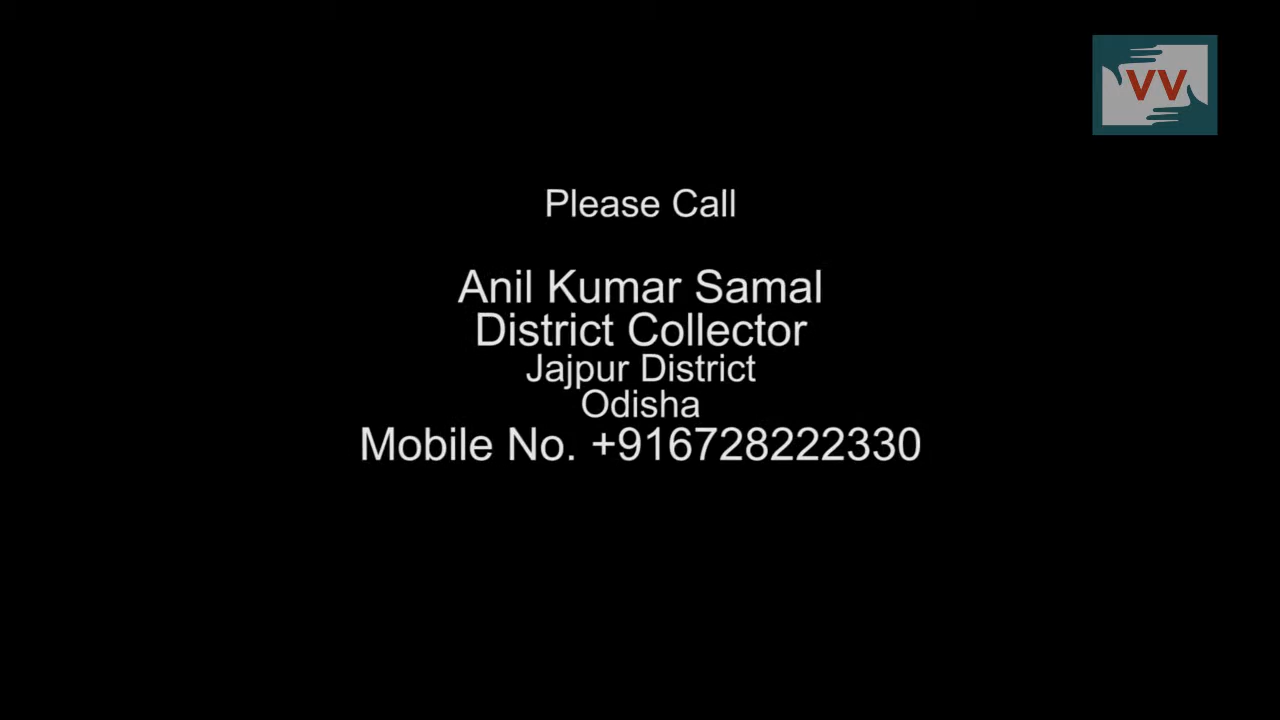 VV
Please Call
Anil Kumar Samal
District Collector
Jajpur District
Odisha
Mobile No. +916728222330